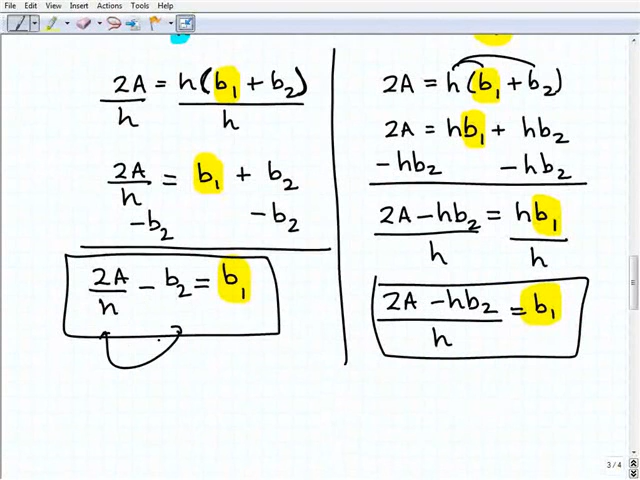 File Edit View Insert Actions Tools Help
2A = h(b₁ + b₂)
h h
2A = b₁ + b₂
h
-b₂ -b₂
2A - b₂ = b₁
h
2A = h(b₁ + b₂)
2A = hb₁ + hb₂
-hb₂ -hb₂
2A - hb₂ = hb₁
h h
2A - hb₂ = b₁
h
3 / 4